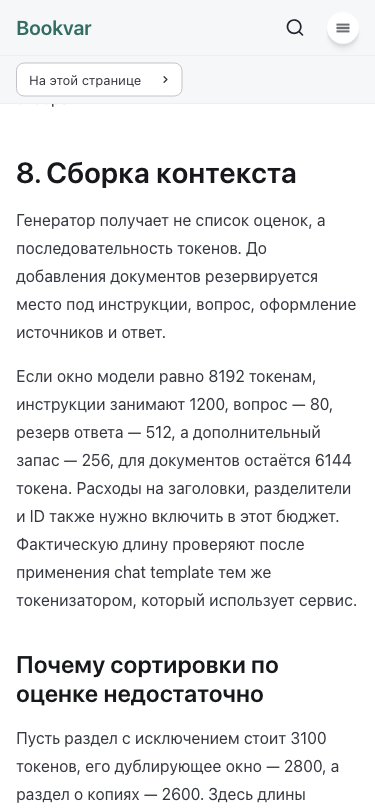 Bookvar
На этой странице
8. Сборка контекста
Генератор получает не список оценок, а
последовательность токенов. До
добавления документов резервируется
место под инструкции, вопрос, оформление
источников и ответ.
Если окно модели равно 8192 токенам,
инструкции занимают 1200, вопрос — 80,
резерв ответа — 512, а дополнительный
запас — 256, для документов остаётся 6144
токена. Расходы на заголовки, разделители
и ID также нужно включить в этот бюджет.
Фактическую длину проверяют после
применения chat template тем же
токенизатором, который использует сервис.
Почему сортировки по
оценке недостаточно
Пусть раздел с исключением стоит 3100
токенов, его дублирующее окно — 2800, а
раздел о копиях — 2600. Здесь длины